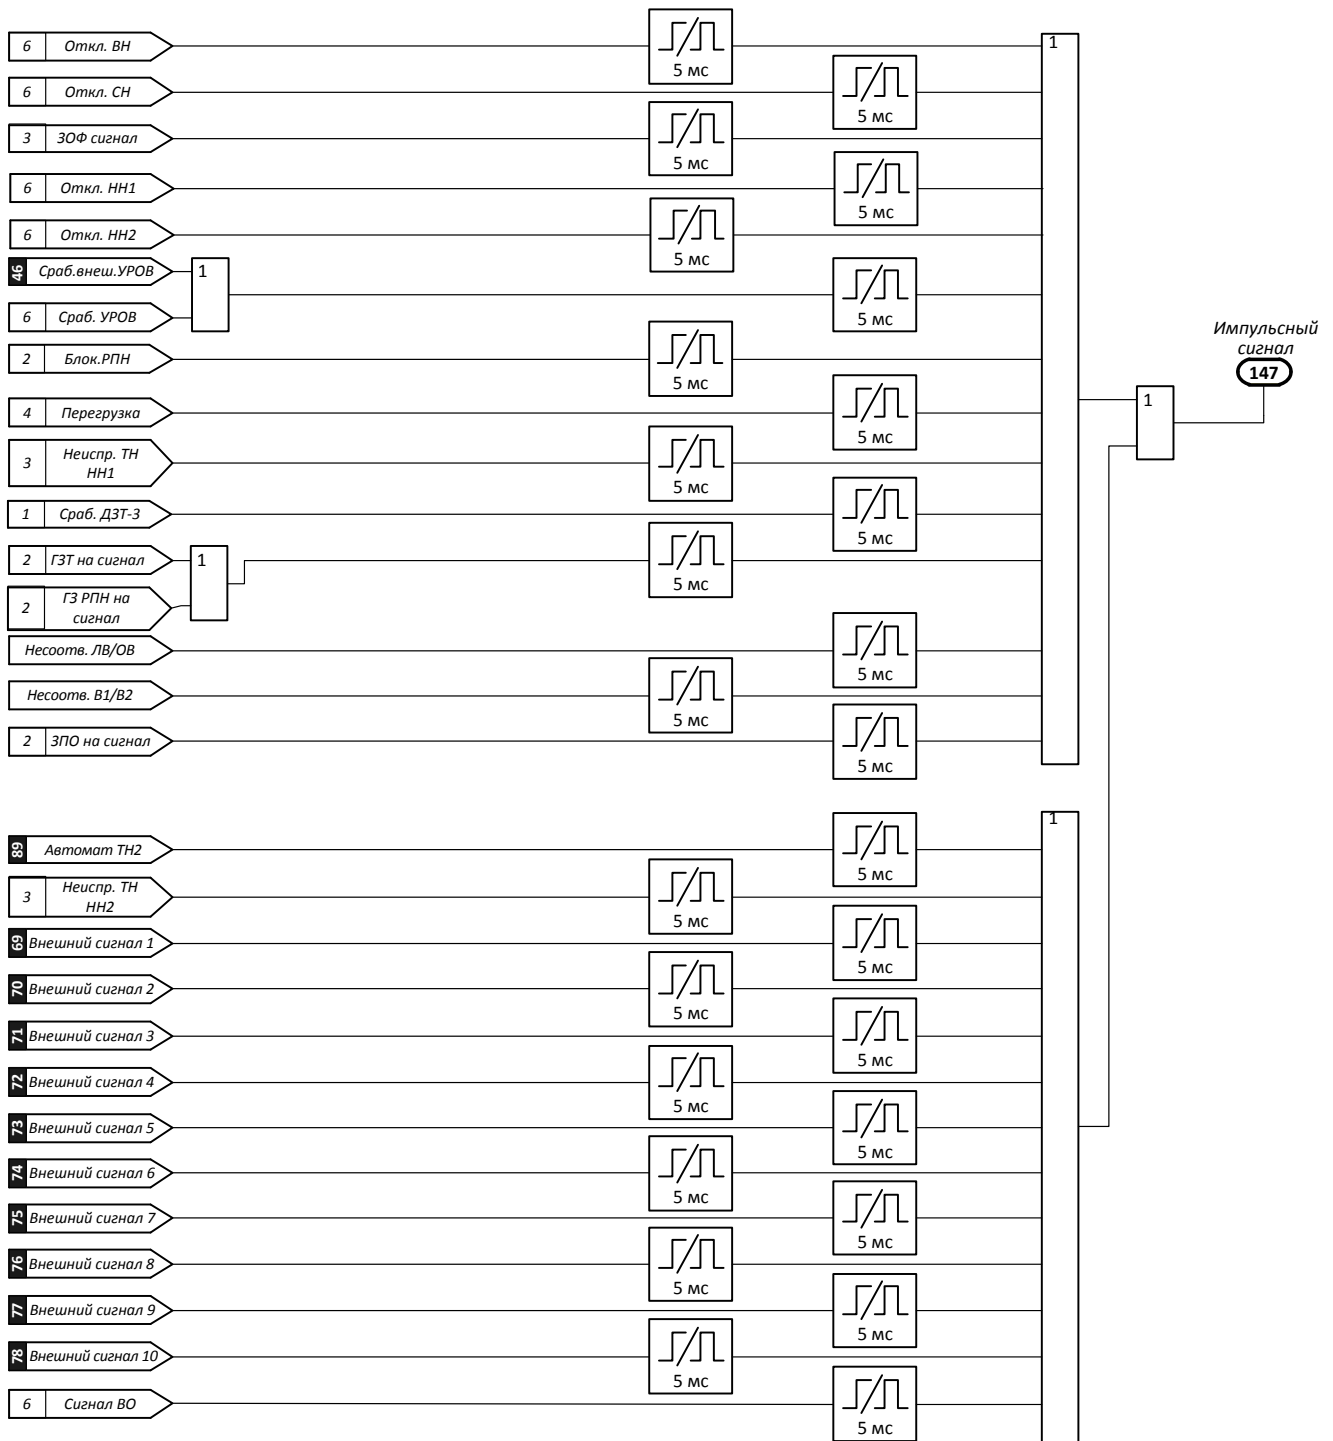 6 Откл. ВН
5 мс
1
6 Откл. СН
5 мс
3 ЗОФ сигнал
5 мс
6 Откл. НН1
5 мс
6 Откл. НН2
5 мс
46 Сраб.внеш.УРОВ
1
5 мс
6 Сраб. УРОВ
2 Блок.РПН
5 мс
Импульсный
сигнал
147
4 Перегрузка
5 мс
1
3 Неиспр. ТН
НН1
5 мс
1 Сраб. ДЗТ-3
5 мс
2 ГЗТ на сигнал
1
5 мс
2 ГЗ РПН на
сигнал
Несоотв. ЛВ/ОВ
5 мс
Несоотв. В1/В2
5 мс
2 ЗПО на сигнал
5 мс
1
89 Автомат ТН2
5 мс
3 Неиспр. ТН
НН2
5 мс
69 Внешний сигнал 1
5 мс
70 Внешний сигнал 2
5 мс
71 Внешний сигнал 3
5 мс
72 Внешний сигнал 4
5 мс
73 Внешний сигнал 5
5 мс
74 Внешний сигнал 6
5 мс
75 Внешний сигнал 7
5 мс
76 Внешний сигнал 8
5 мс
77 Внешний сигнал 9
5 мс
78 Внешний сигнал 10
5 мс
6 Сигнал ВО
5 мс